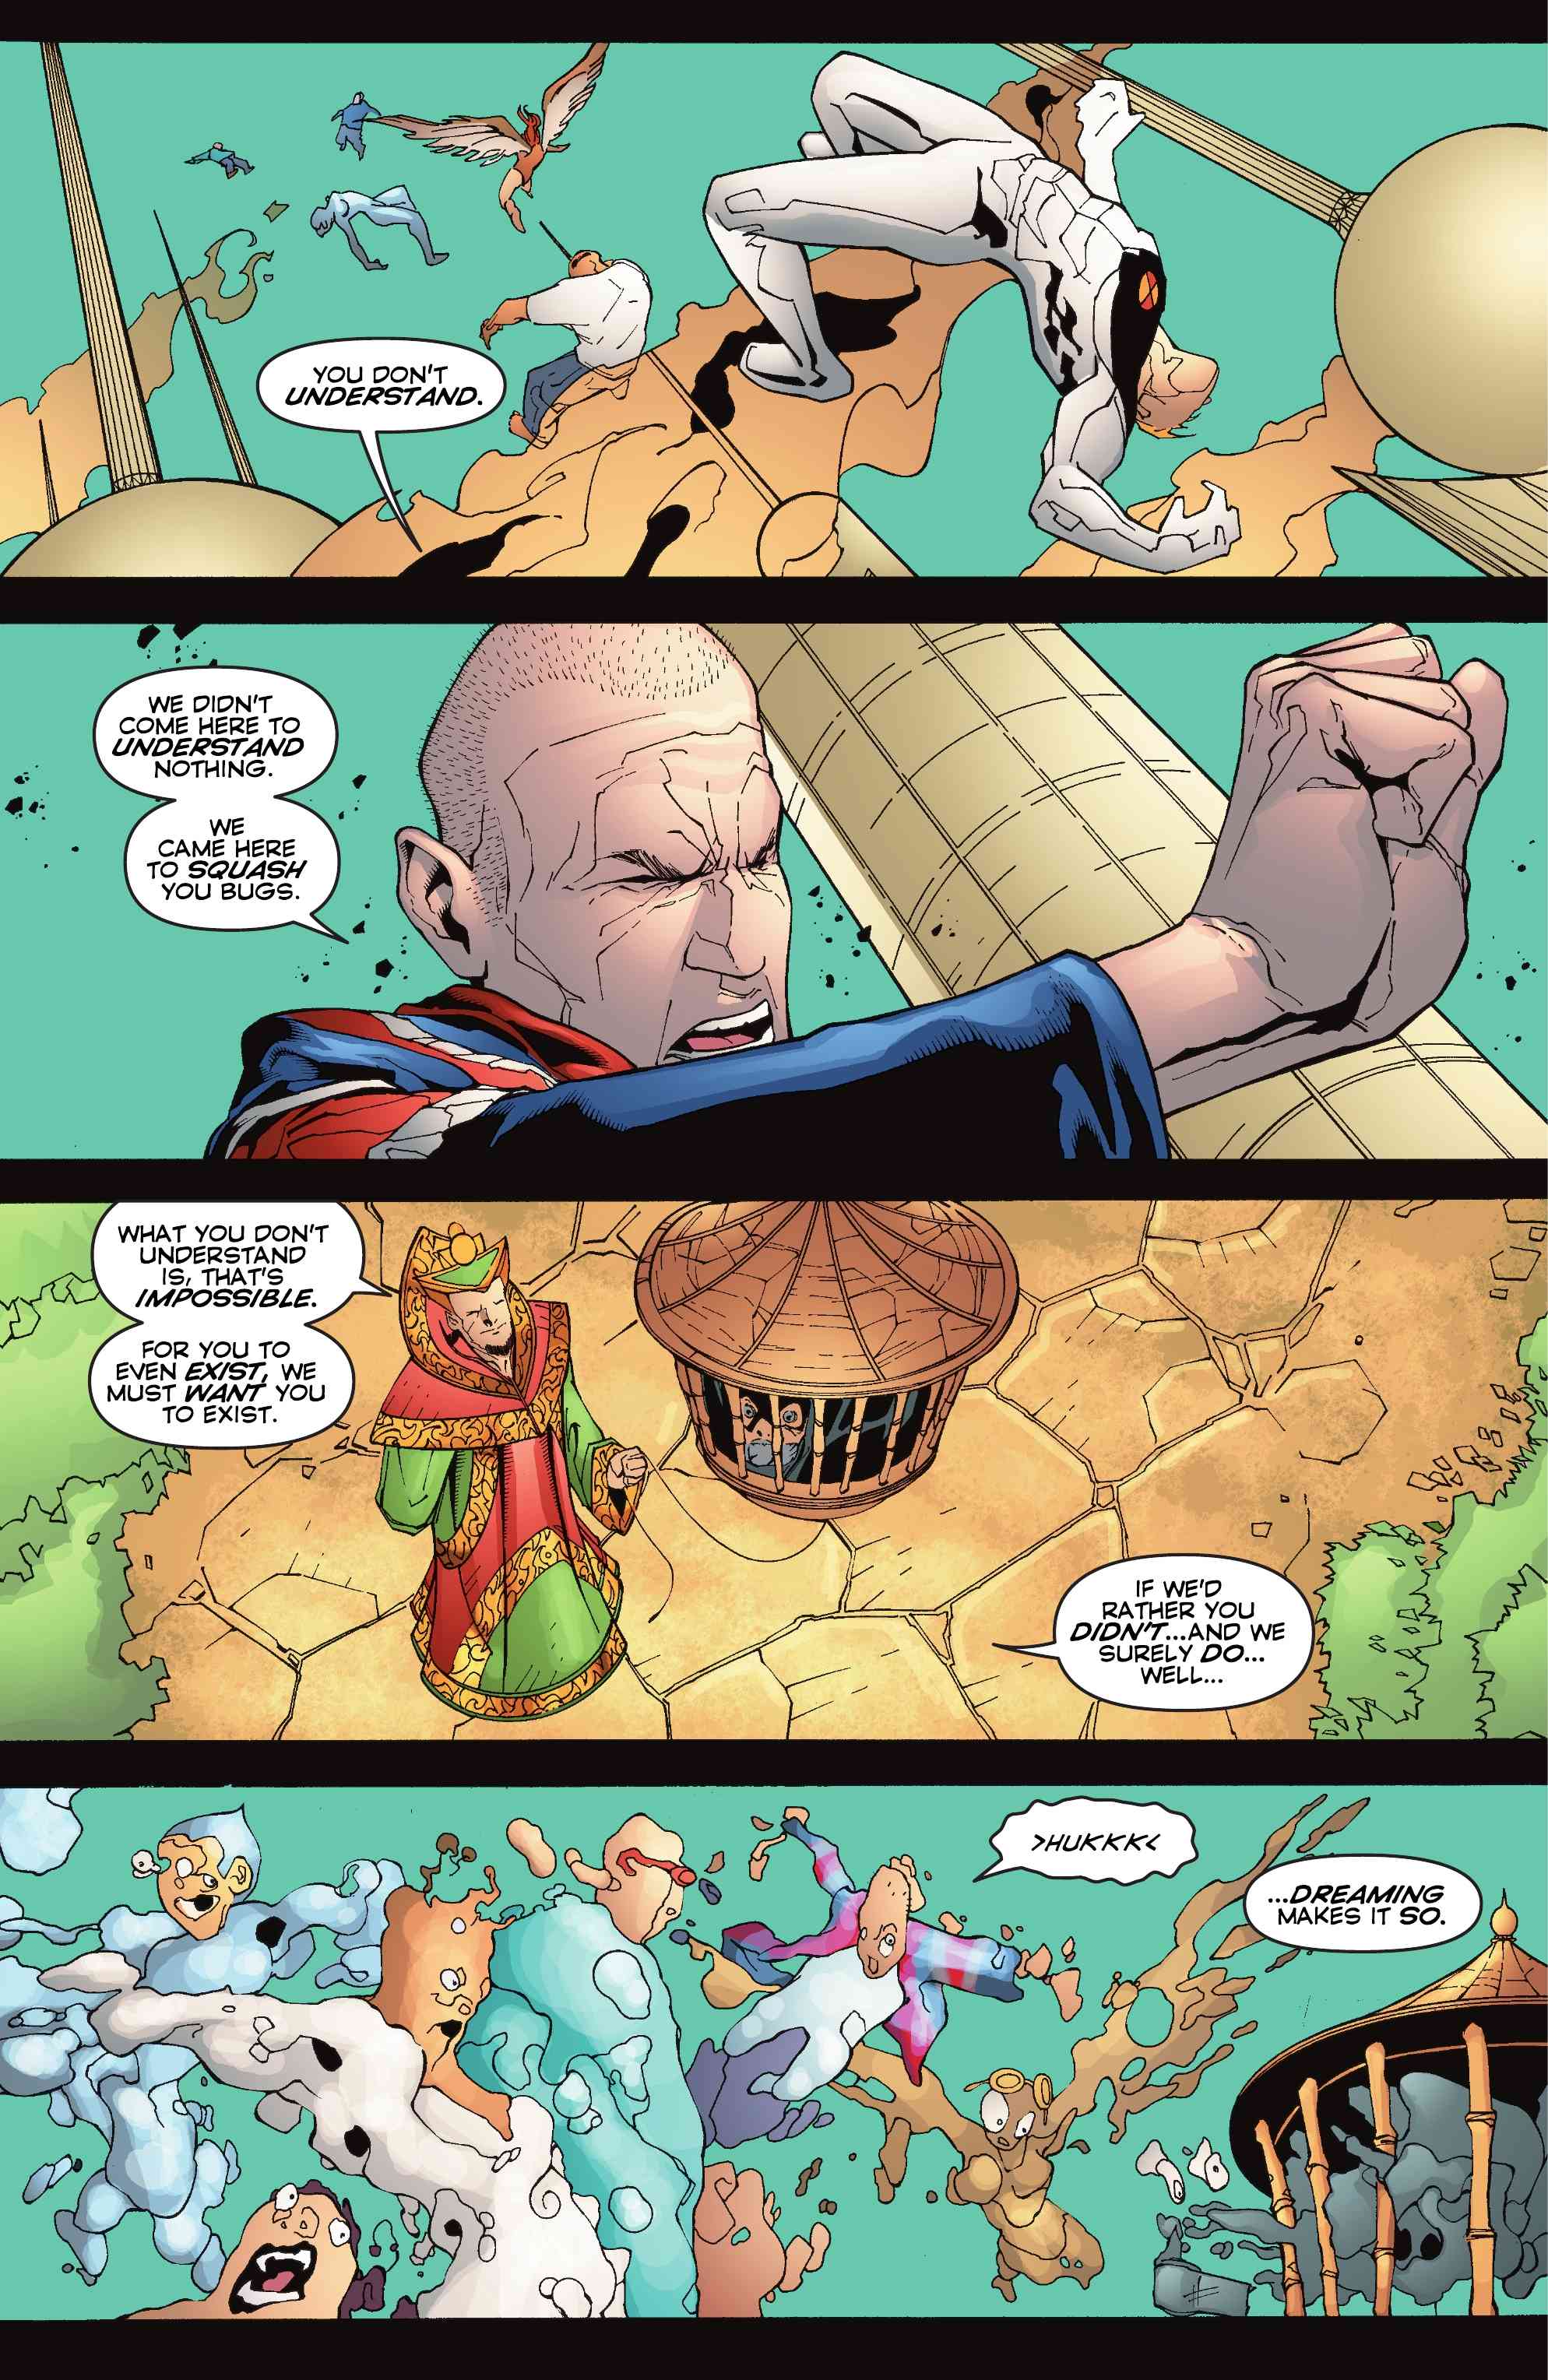 YOU DON'T
UNDERSTAND.
WE DIDN'T
COME HERE TO
UNDERSTAND
NOTHING.
WE
CAME HERE
TO SQUASH
YOU BUGS.
WHAT YOU DON'T
UNDERSTAND
IS, THAT'S
IMPOSSIBLE.
FOR YOU TO
EVEN EXIST, WE
MUST WANT YOU
TO EXIST.
IF WE'D
RATHER YOU
DIDN'T...AND WE
SURELY DO...
WELL...
>HUKKK<
...DREAMING
MAKES IT SO.